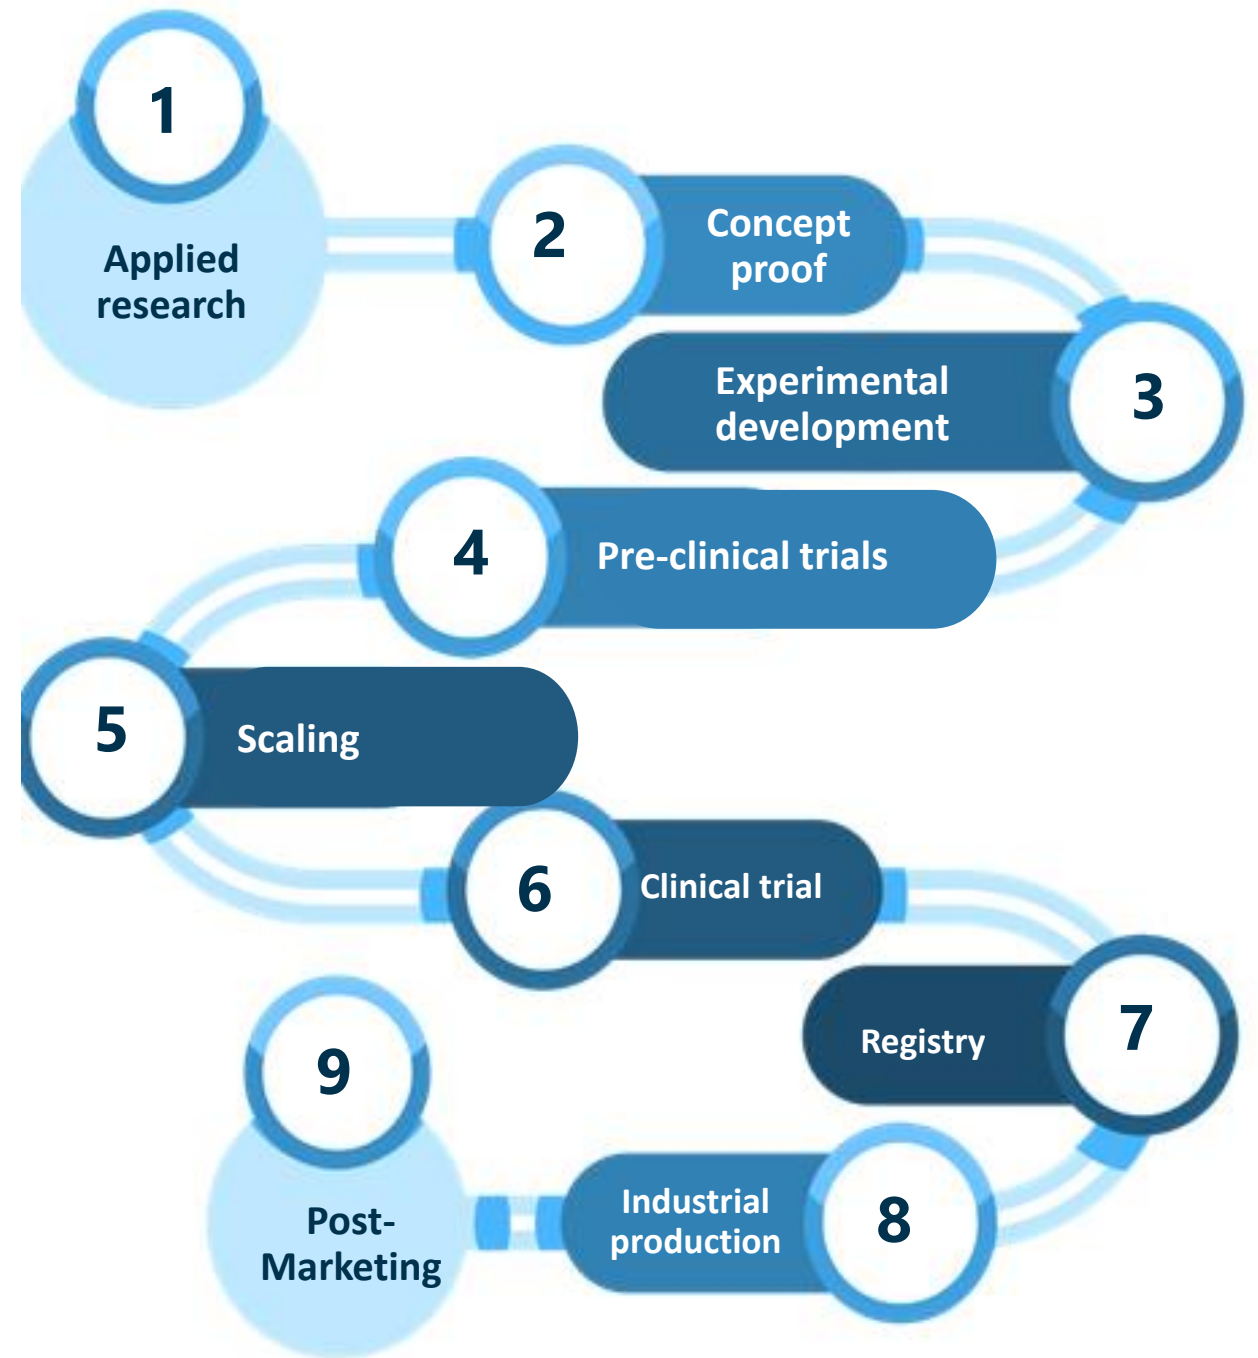 1
Applied
research
2
Concept
proof
Experimental
development
3
4
Pre-clinical trials
5
Scaling
6
Clinical trial
Registry
7
9
Post-
Marketing
Industrial
production
8